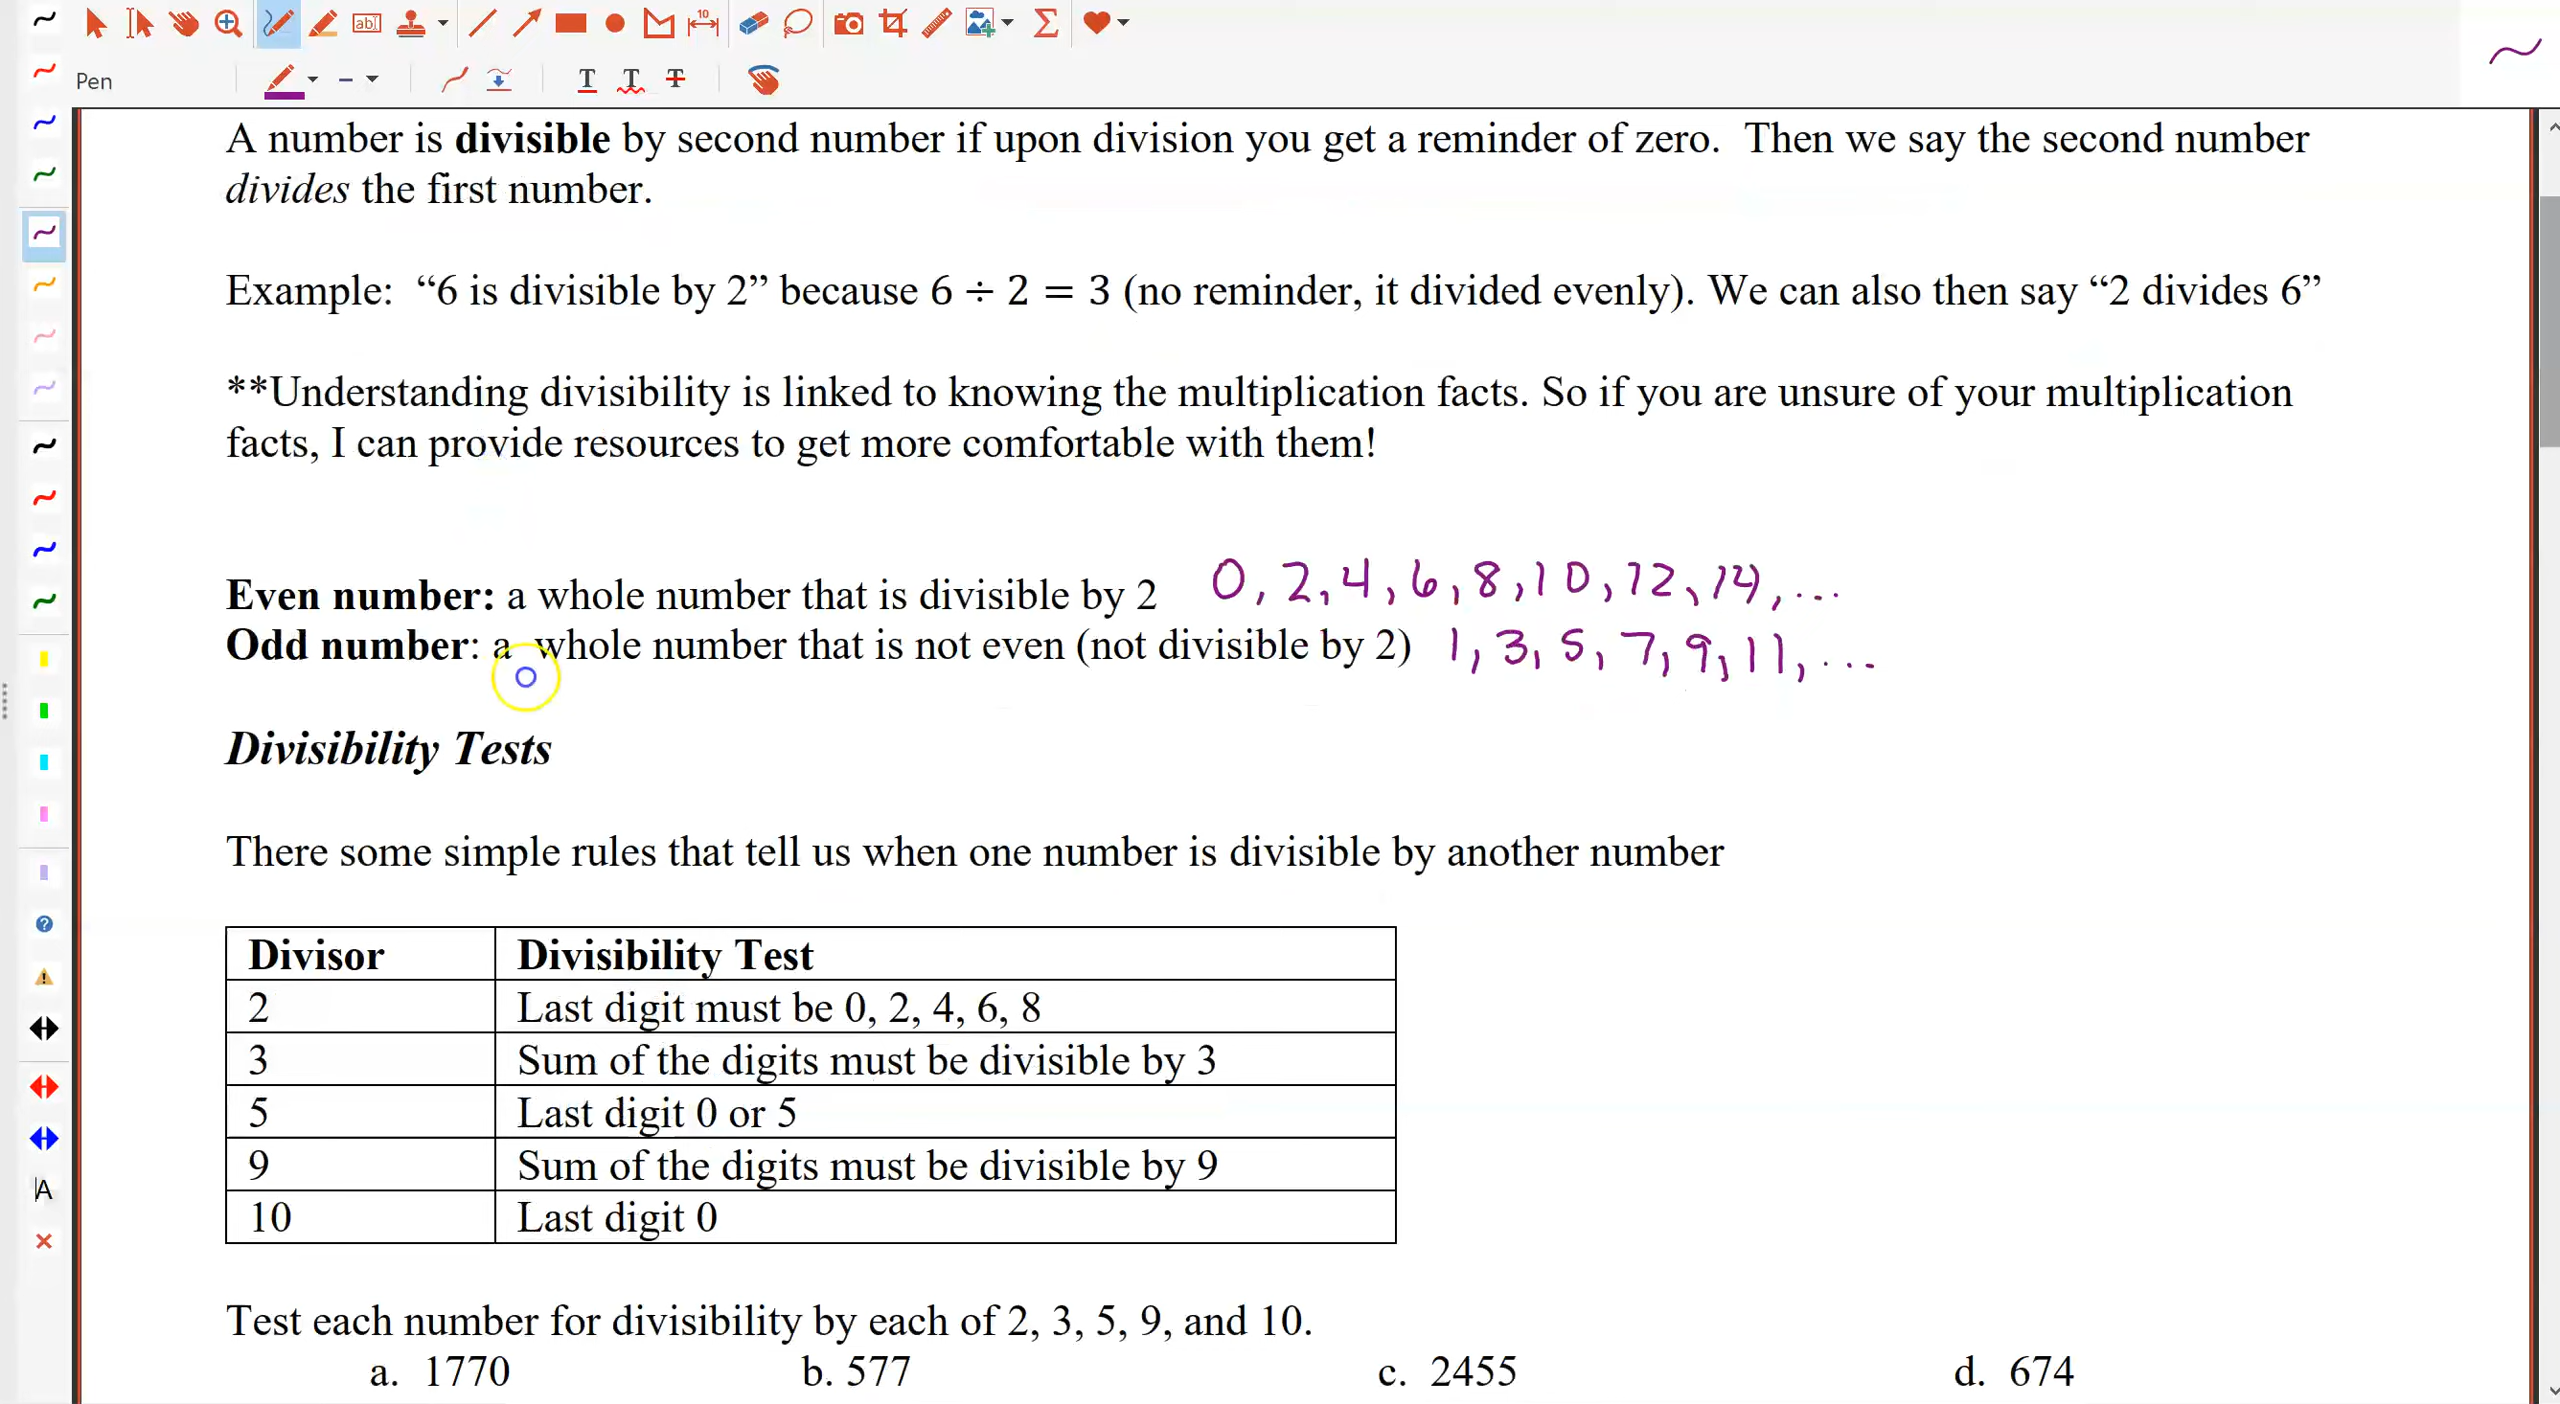 Pen
A number is divisible by second number if upon division you get a reminder of zero. Then we say the second number
divides the first number.
Example: “6 is divisible by 2” because 6 ÷ 2 = 3 (no reminder, it divided evenly). We can also then say “2 divides 6”
**Understanding divisibility is linked to knowing the multiplication facts. So if you are unsure of your multiplication
facts, I can provide resources to get more comfortable with them!
Even number: a whole number that is divisible by 2 0, 2, 4, 6, 8, 10, 12, 14, ...
Odd number: a whole number that is not even (not divisible by 2) 1, 3, 5, 7, 9, 11, ...
Divisibility Tests
There some simple rules that tell us when one number is divisible by another number
Divisor Divisibility Test
2 Last digit must be 0, 2, 4, 6, 8
3 Sum of the digits must be divisible by 3
5 Last digit 0 or 5
9 Sum of the digits must be divisible by 9
10 Last digit 0
Test each number for divisibility by each of 2, 3, 5, 9, and 10.
a. 1770 b. 577 c. 2455 d. 674